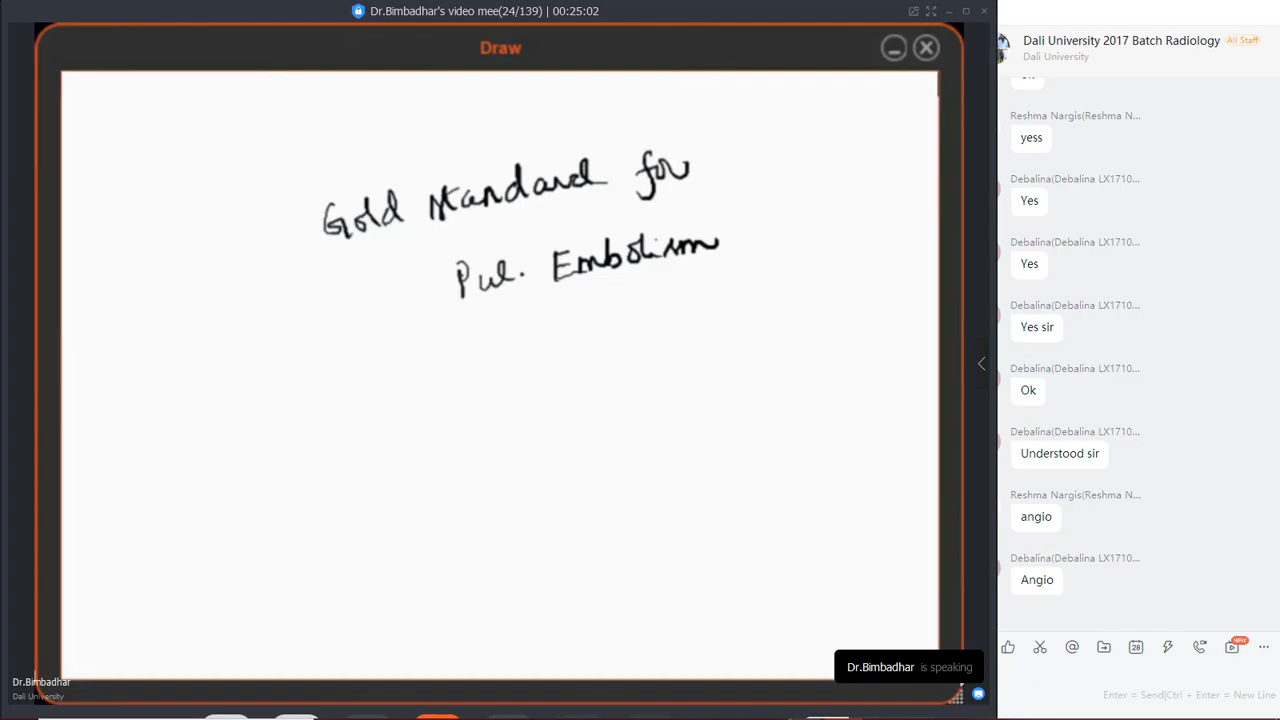 Dr.Bimbadhar's video mee(24/139) | 00:25:02
Draw
Gold Standard for
Pul. Embolism
Dr.Bimbadhar is speaking
Dr.Bimbadhar
Dali University
Dali University 2017 Batch Radiology All Staff
Dali University
Reshma Nargis(Reshma N...
yess
Debalina(Debalina LX1710...
Yes
Debalina(Debalina LX1710...
Yes
Debalina(Debalina LX1710...
Yes sir
Debalina(Debalina LX1710...
Ok
Debalina(Debalina LX1710...
Understood sir
Reshma Nargis(Reshma N...
angio
Debalina(Debalina LX1710...
Angio
28
NEW
Enter = Send|Ctrl + Enter = New Line